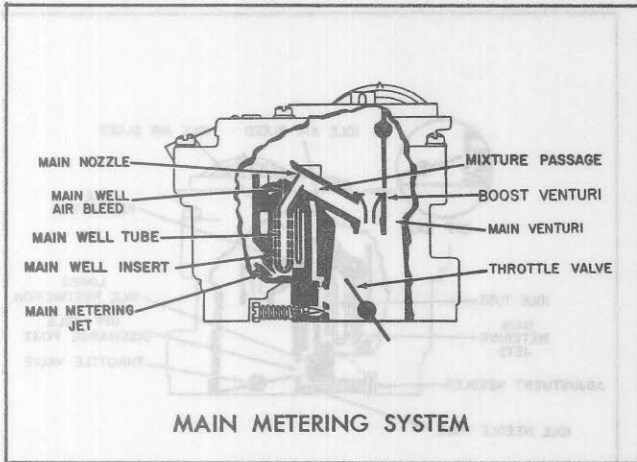 MAIN NOZZLE
MIXTURE PASSAGE
MAIN WELL
AIR BLEED
BOOST VENTURI
MAIN WELL TUBE
MAIN VENTURI
MAIN WELL INSERT
THROTTLE VALVE
MAIN METERING
JET
MAIN METERING SYSTEM